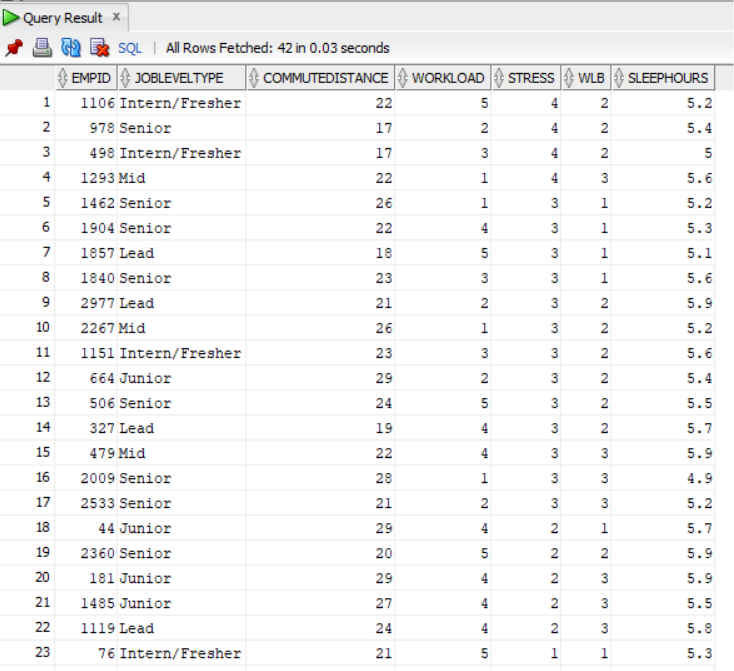 Query Result x
SQL | All Rows Fetched: 42 in 0.03 seconds
EMPID JOBLEVELTYPE COMMUTEDISTANCE WORKLOAD STRESS WLB SLEEPHOURS
1 1106 Intern/Fresher 22 5 4 2 5.2
2 978 Senior 17 2 4 2 5.4
3 498 Intern/Fresher 17 3 4 2 5
4 1293 Mid 22 1 4 3 5.6
5 1462 Senior 26 1 3 1 5.2
6 1904 Senior 22 4 3 1 5.3
7 1857 Lead 18 5 3 1 5.1
8 1840 Senior 23 3 3 1 5.6
9 2977 Lead 21 2 3 2 5.9
10 2267 Mid 26 1 3 2 5.2
11 1151 Intern/Fresher 23 3 3 2 5.6
12 664 Junior 29 2 3 2 5.4
13 506 Senior 24 5 3 2 5.5
14 327 Lead 19 4 3 2 5.7
15 479 Mid 22 4 3 3 5.9
16 2009 Senior 28 1 3 3 4.9
17 2533 Senior 21 2 3 3 5.2
18 44 Junior 29 4 2 1 5.7
19 2360 Senior 20 5 2 2 5.9
20 181 Junior 29 4 2 3 5.9
21 1485 Junior 27 4 2 3 5.5
22 1119 Lead 24 4 2 3 5.8
23 76 Intern/Fresher 21 5 1 1 5.3